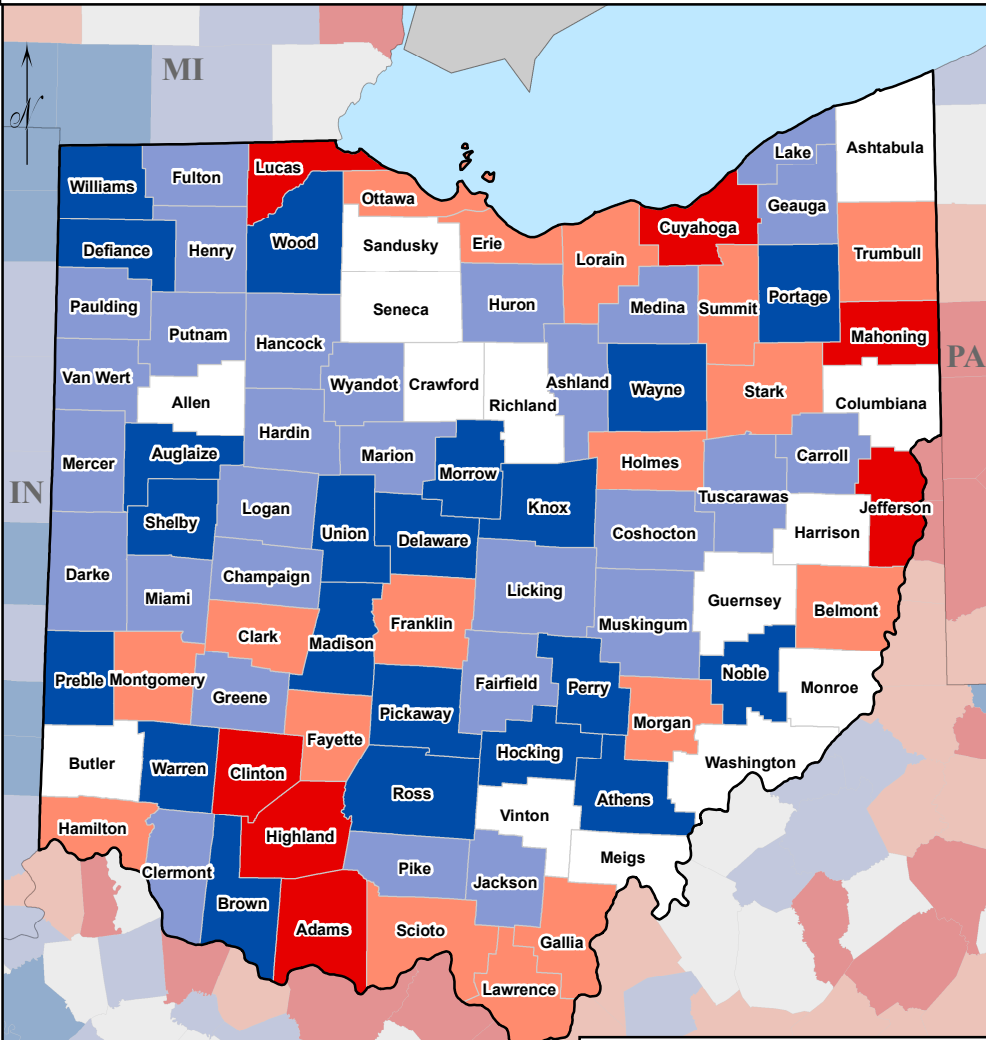 MI
N
Lake
Ashtabula
Williams
Fulton
Lucas
Ottawa
Geauga
Cuyahoga
Defiance
Henry
Wood
Sandusky
Erie
Lorain
Trumbull
Paulding
Putnam
Hancock
Seneca
Huron
Medina
Summit
Portage
Mahoning
PA
Van Wert
Allen
Wyandot
Crawford
Richland
Ashland
Wayne
Stark
Columbiana
Mercer
Auglaize
Hardin
Marion
Morrow
Holmes
Carroll
IN
Shelby
Logan
Union
Delaware
Knox
Coshocton
Tuscarawas
Harrison
Jefferson
Darke
Miami
Champaign
Licking
Muskingum
Guernsey
Belmont
Clark
Madison
Franklin
Preble
Montgomery
Greene
Fayette
Pickaway
Fairfield
Perry
Morgan
Noble
Monroe
Butler
Warren
Clinton
Ross
Hocking
Athens
Washington
Hamilton
Highland
Vinton
Meigs
Clermont
Brown
Adams
Pike
Jackson
Scioto
Gallia
Lawrence